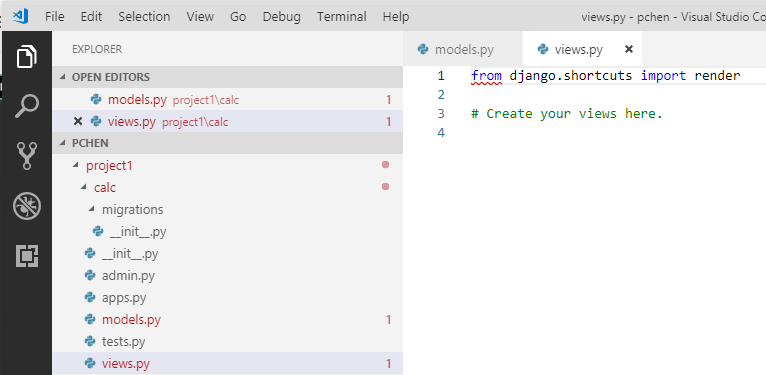 File Edit Selection View Go Debug Terminal Help views.py - pchen - Visual Studio Co
EXPLORER
OPEN EDITORS
models.py project1\calc 1
views.py project1\calc 1
PCHEN
project1
calc
migrations
__init__.py
__init__.py
admin.py
apps.py
models.py 1
tests.py
views.py 1
models.py views.py
1 from django.shortcuts import render
2
3 # Create your views here.
4